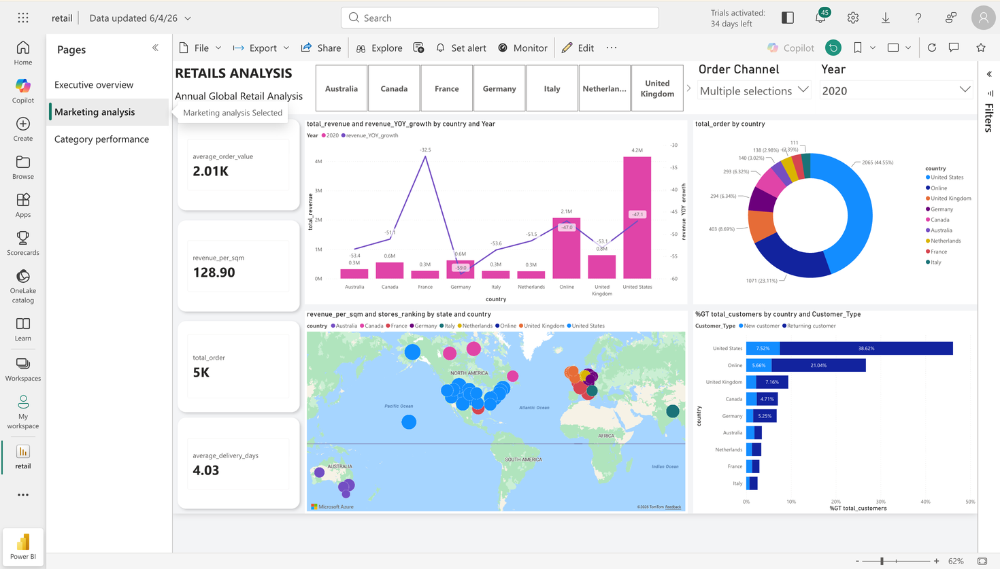 retail
Data updated 6/4/26
Search
Trials activated:
34 days left
45
Home
Copilot
Create
Browse
Apps
Scorecards
OneLake
catalog
Learn
Workspaces
My
workspace
retail
Power BI
Pages
Executive overview
Marketing analysis
Category performance
File
Export
Share
Explore
Set alert
Monitor
Edit
Copilot
RETAILS ANALYSIS
Annual Global Retail Analysis
Marketing analysis Selected
Australia
Canada
France
Germany
Italy
Netherlan...
United
Kingdom
Order Channel
Multiple selections
Year
2020
Filters
average_order_value
2.01K
revenue_per_sqm
128.90
total_order
5K
average_delivery_days
4.03
total_revenue and revenue_YOY_growth by country and Year
Year 2020 revenue_YOY_growth
total_revenue
4M
3M
2M
1M
0M
-30
-35
-40
-45
-50
-55
-60
revenue_YOY_growth
-53.4
0.3M
-51.1
0.6M
-32.5
0.3M
0.6M
-59.0
-53.6
0.3M
-51.5
0.3M
2.1M
-47.0
-53.1
0.8M
4.2M
-47.1
Australia
Canada
France
Germany
Italy
Netherlands
Online
United
Kingdom
United States
country
total_order by country
111
138 (2.98%)
(2.39%)
140 (3.02%)
293 (6.32%)
294 (6.34%)
403 (8.69%)
1071 (23.11%)
2065 (44.55%)
country
United States
Online
United Kingdom
Germany
Canada
Australia
Netherlands
France
Italy
revenue_per_sqm and stores_ranking by state and country
country Australia Canada France Germany Italy Netherlands Online United Kingdom United States
NORTH AMERICA
Pacific Ocean
Atlantic Ocean
AFRICA
SOUTH AMERICA
AUSTRALIA
Indian Ocean
Microsoft Azure
©2026 TomTom Feedback
%GT total_customers by country and Customer_Type
Customer_Type New customer Returning customer
country
United States
7.52%
38.62%
Online
5.66%
21.04%
United Kingdom
7.16%
Canada
4.71%
Germany
5.25%
Australia
Netherlands
France
Italy
0%
10%
20%
30%
40%
50%
%GT total_customers
62%